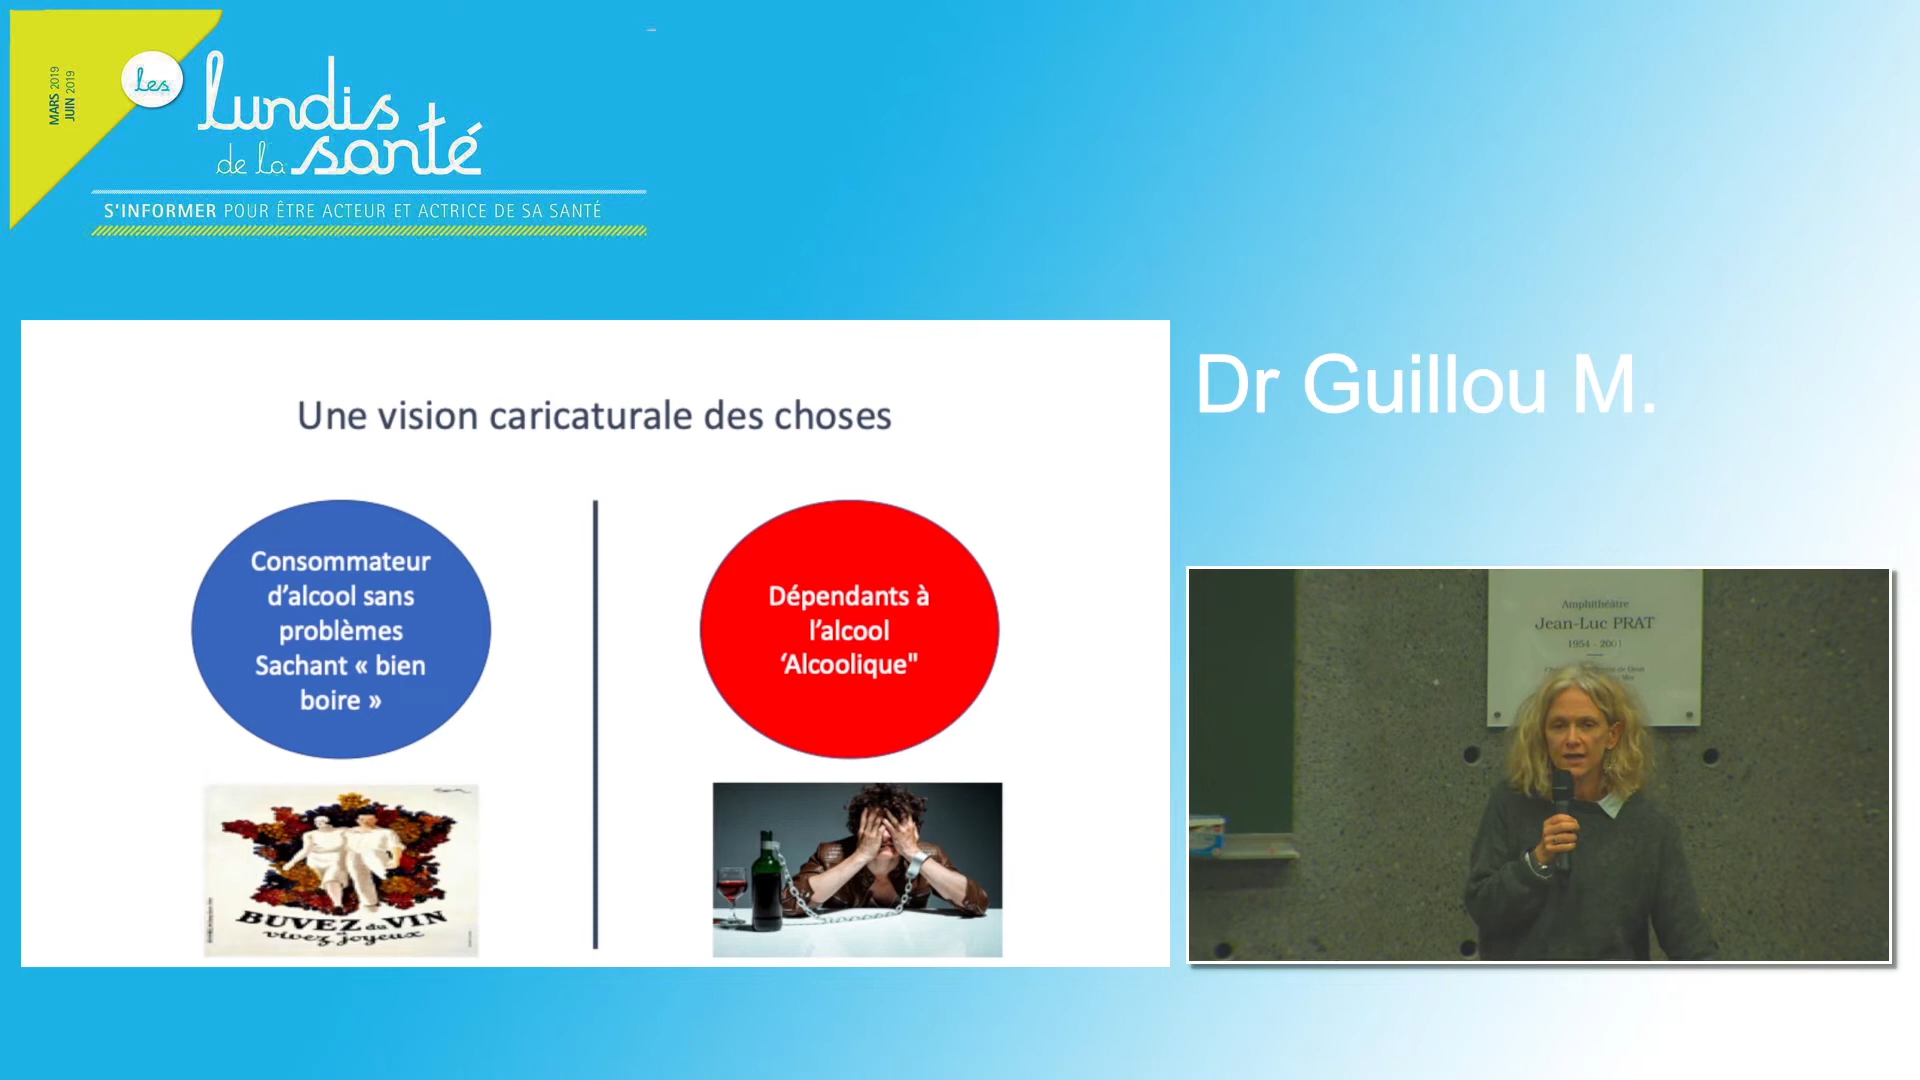 MARS 2019
JUIN 2019
les
lundis
de la santé
S'INFORMER POUR ÊTRE ACTEUR ET ACTRICE DE SA SANTÉ
Une vision caricaturale des choses
Consommateur
d’alcool sans
problèmes
Sachant « bien
boire »
Dépendants à
l’alcool
‘Alcoolique"
BUVEZ du VIN
vivez joyeux
Dr Guillou M.
Amphithéâtre
Jean-Luc PRAT
1954 - 2001